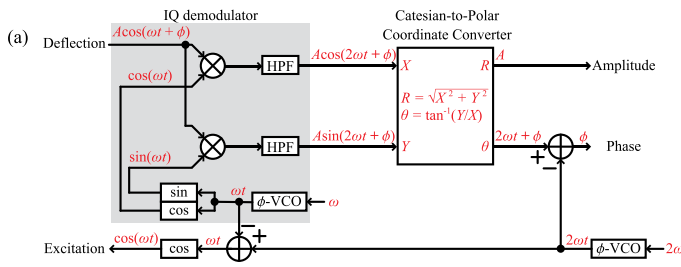 (a)
IQ demodulator
Catesian-to-Polar
Coordinate Converter
Deflection
Acos(ωt + ϕ)
cos(ωt)
HPF
Acos(2ωt + ϕ)
X
R
A
Amplitude
R = √X² + Y²
θ = tan⁻¹(Y/X)
sin(ωt)
HPF
Asin(2ωt + ϕ)
Y
θ
2ωt + ϕ
+
−
ϕ
Phase
sin
cos
ωt
ϕ-VCO
ω
−
+
Excitation
cos(ωt)
cos
ωt
2ωt
ϕ-VCO
2ω